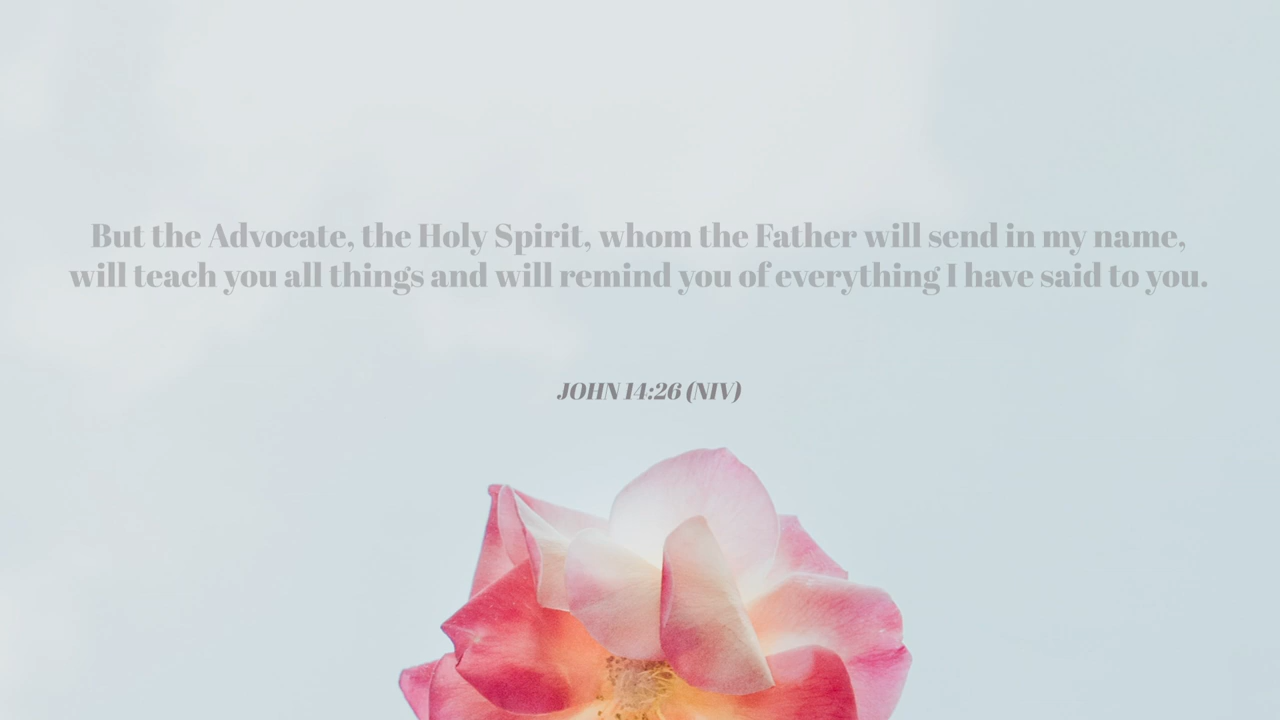 But the Advocate, the Holy Spirit, whom the Father will send in my name,
will teach you all things and will remind you of everything I have said to you.
JOHN 14:26 (NIV)